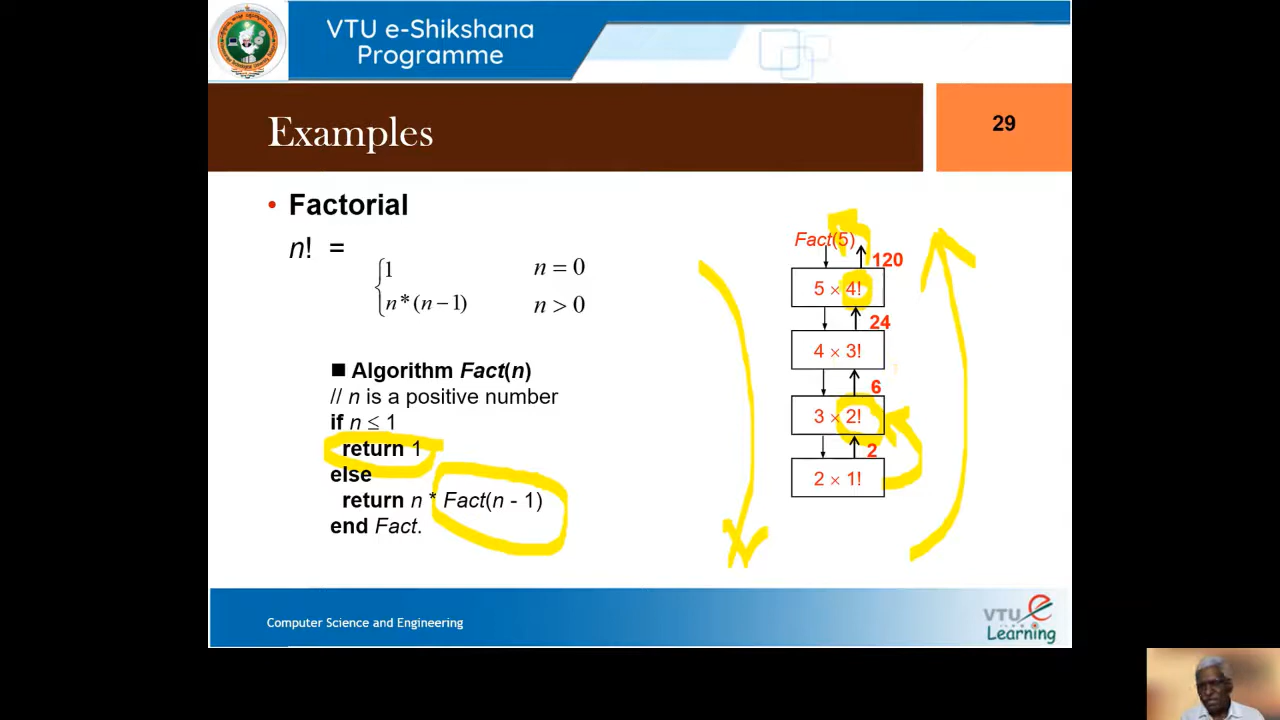 VTU e-Shikshana
Programme
Examples
29
• Factorial
n! =
1 n = 0
n*(n−1) n > 0
■ Algorithm Fact(n)
// n is a positive number
if n ≤ 1
return 1
else
return n * Fact(n - 1)
end Fact.
Fact(5)
120
5 × 4!
24
4 × 3!
6
3 × 2!
2
2 × 1!
Computer Science and Engineering
VTU e
Learning